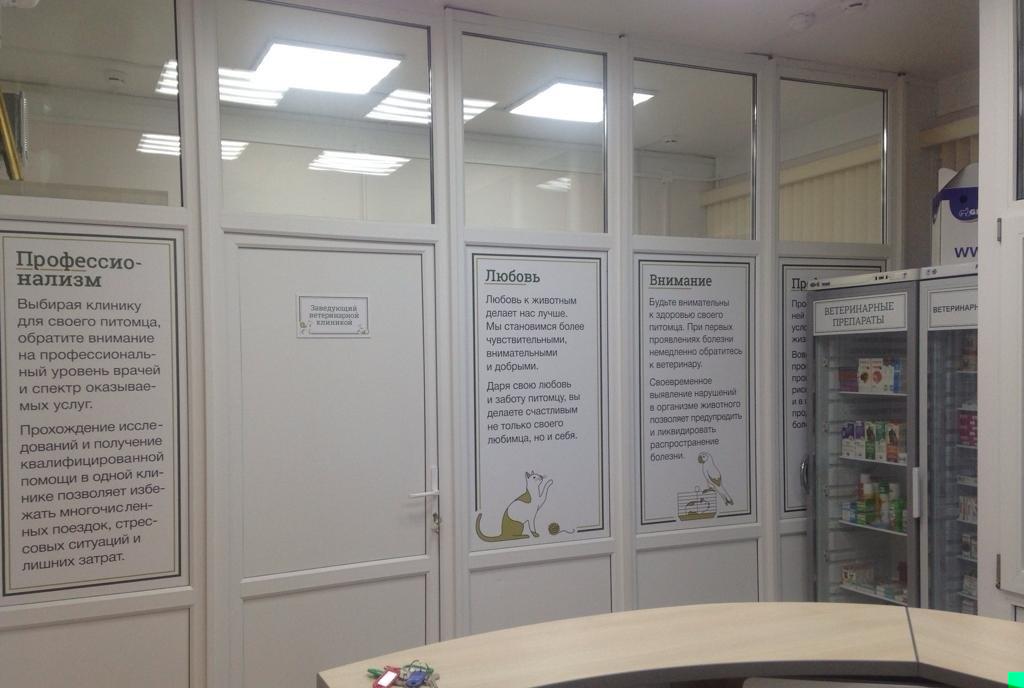 Профессио-
нализм
Выбирая клинику
для своего питомца,
обратите внимание
на профессиональ-
ный уровень врачей
и спектр оказывае-
мых услуг.
Прохождение иссле-
дований и получение
квалифицированной
помощи в одной кли-
нике позволяет избе-
жать многочислен-
ных поездок, стрес-
совых ситуаций и
лишних затрат.
Заведующий
ветеринарной
клиникой
Любовь
Любовь к животным
делает нас лучше.
Мы становимся более
чувствительными,
внимательными
и добрыми.
Даря свою любовь
и заботу питомцу, вы
делаете счастливым
не только своего
любимца, но и себя.
Внимание
Будьте внимательны
к здоровью своего
питомца. При первых
проявлениях болезни
немедленно обратитесь
к ветеринару.
Своевременное
выявление нарушений
в организме животного
позволяет предупредить
и ликвидировать
распространение
болезни.
ВЕТЕРИНАРНЫЕ
ПРЕПАРАТЫ